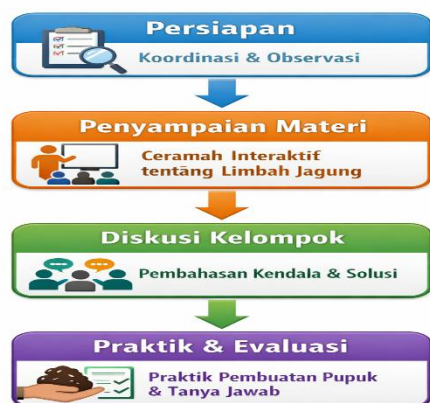 Persiapan
Koordinasi & Observasi
Penyampaian Materi
Ceramah Interaktif
tentāng Limbah Jagung
Diskusi Kelompok
Pembahasan Kendala & Solusi
Praktik & Evaluasi
Praktik Pembuatan Pupuk
& Tanya Jawab